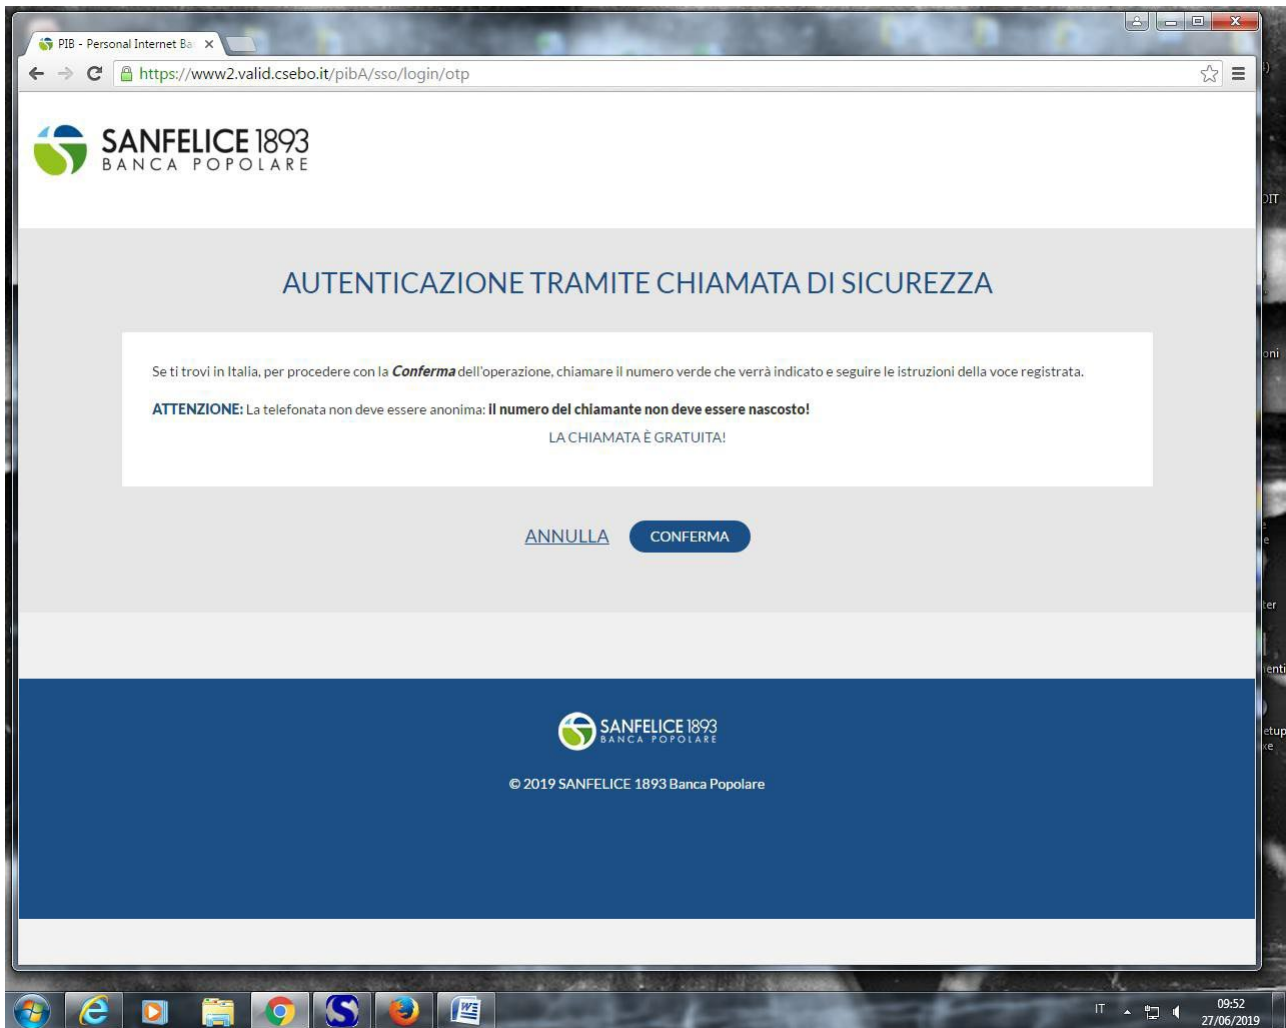 PIB - Personal Internet Ba
https://www2.valid.csebo.it/pibA/sso/login/otp
SANFELICE 1893
BANCA POPOLARE
AUTENTICAZIONE TRAMITE CHIAMATA DI SICUREZZA
Se ti trovi in Italia, per procedere con la Conferma dell'operazione, chiamare il numero verde che verrà indicato e seguire le istruzioni della voce registrata.
ATTENZIONE: La telefonata non deve essere anonima: il numero del chiamante non deve essere nascosto!
LA CHIAMATA È GRATUITA!
ANNULLA CONFERMA
SANFELICE 1893
BANCA POPOLARE
© 2019 SANFELICE 1893 Banca Popolare
IT 09:52
27/06/2019